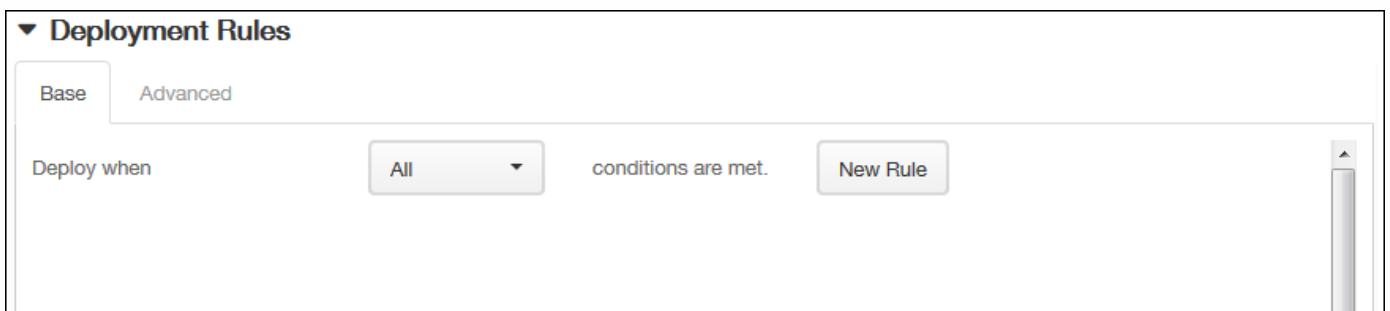 Deployment Rules
Base Advanced
Deploy when All conditions are met. New Rule